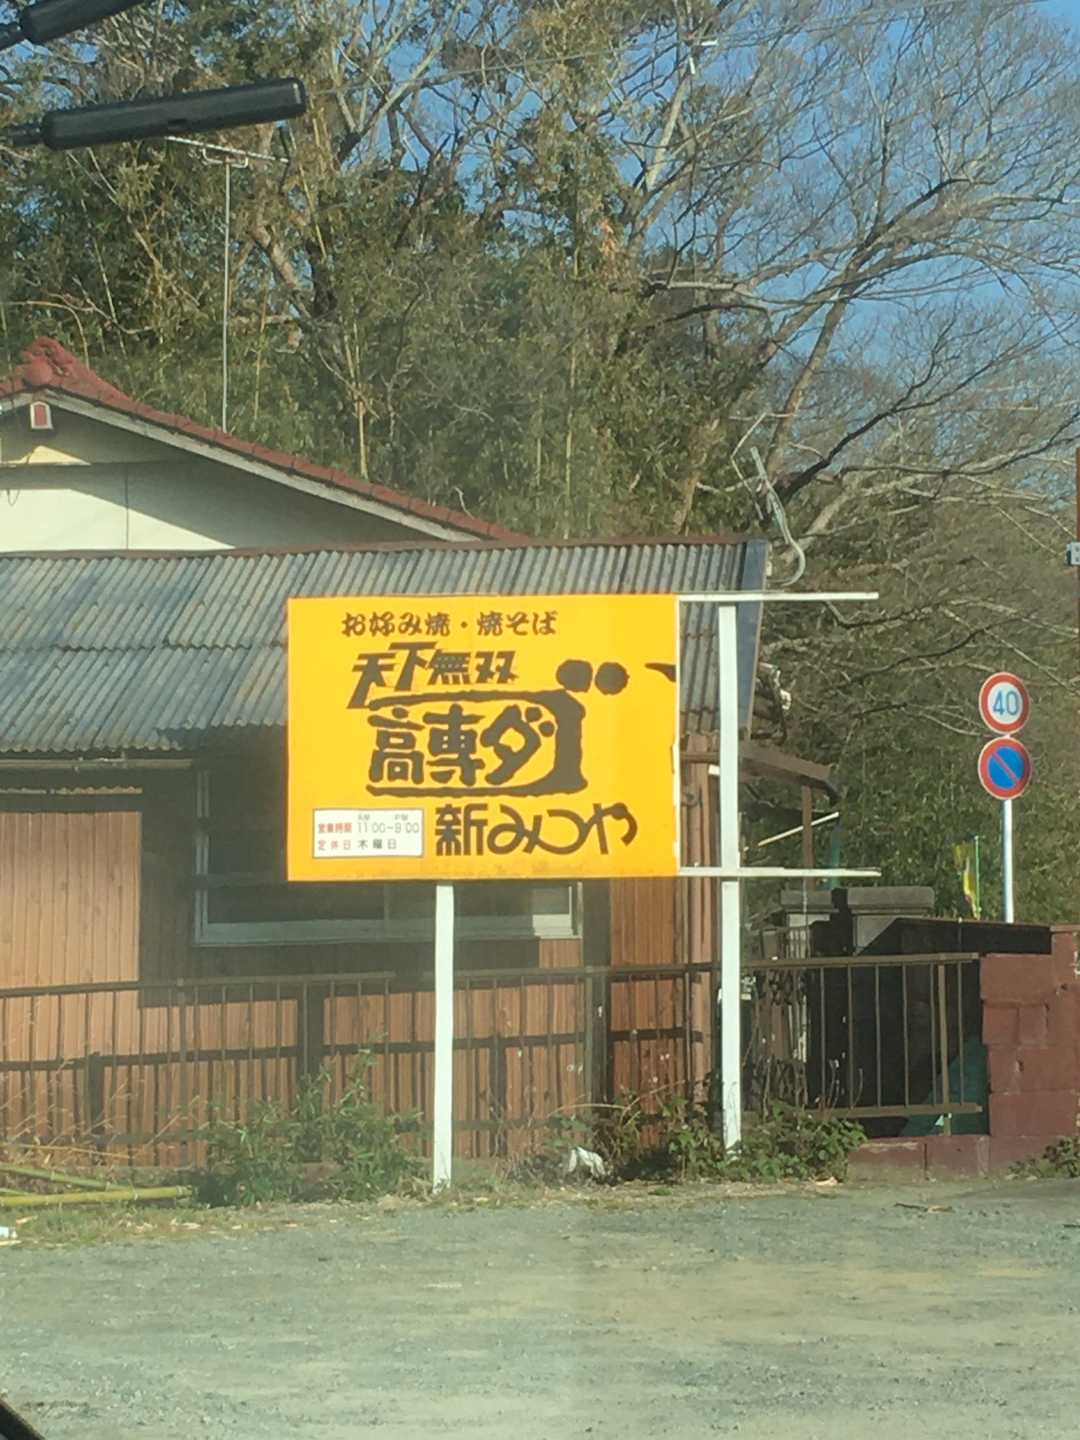 お好み焼・焼そば
天下無双
高専ダゴ
新みつや
営業時間 11:00~9:00
定休日 木曜日
40